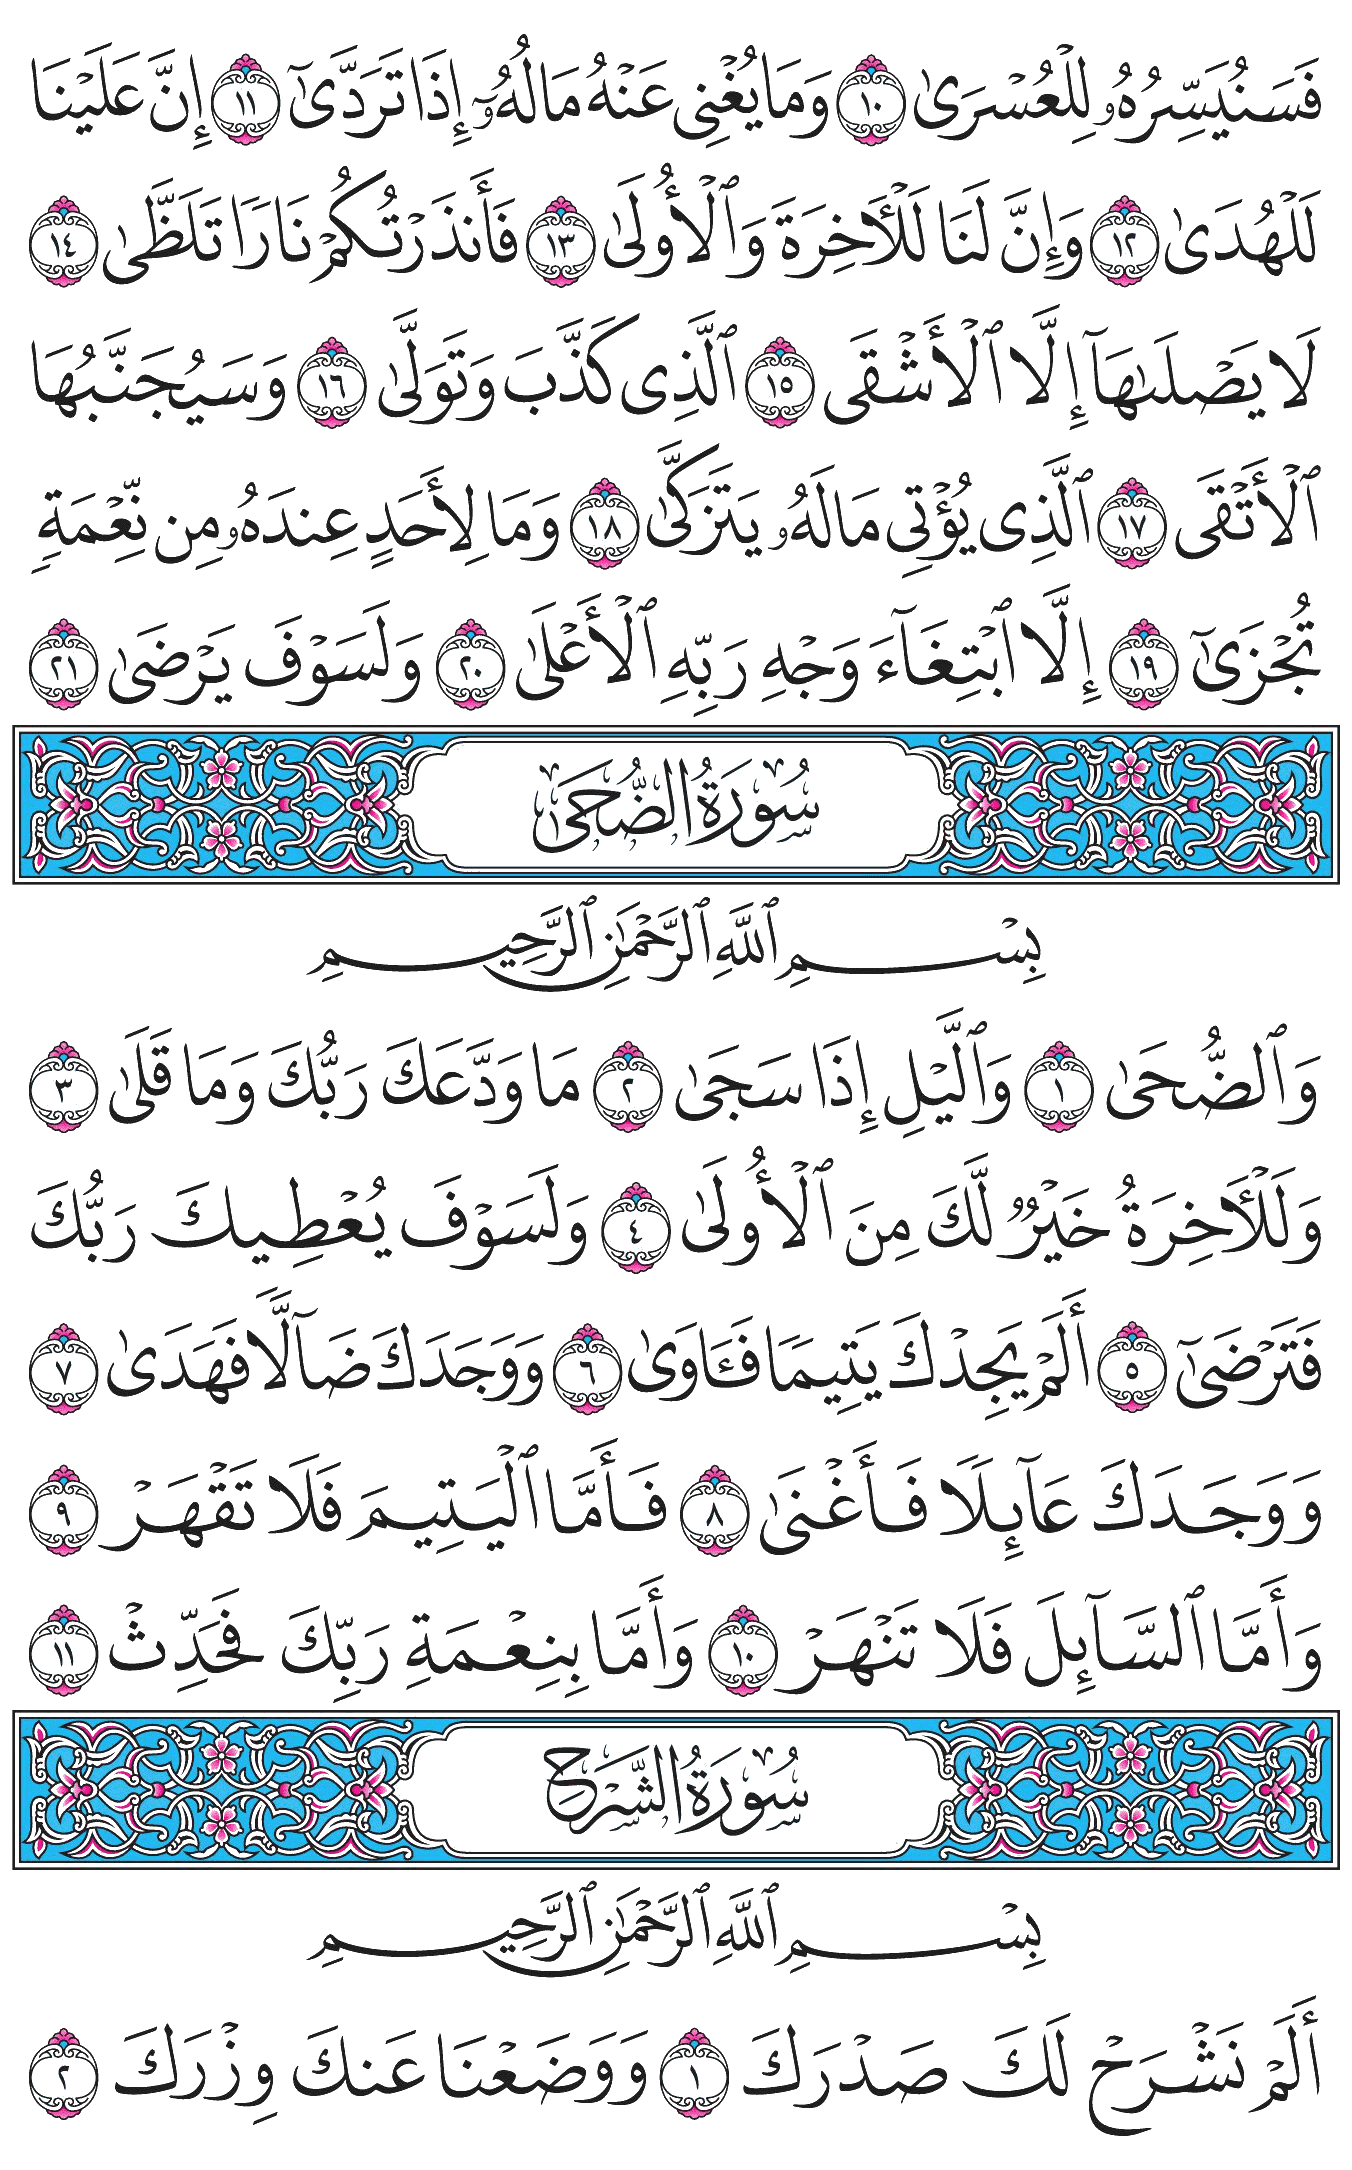 فَسَنُيَسِّرُهُۥ لِلْعُسْرَىٰ ١٠ وَمَا يُغْنِى عَنْهُ مَالُهُۥٓ إِذَا تَرَدَّىٰٓ ١١ إِنَّ عَلَيْنَا
لَلْهُدَىٰ ١٢ وَإِنَّ لَنَا لَلْـَٔاخِرَةَ وَٱلْأُولَىٰ ١٣ فَأَنذَرْتُكُمْ نَارًا تَلَظَّىٰ ١٤
لَا يَصْلَىٰهَآ إِلَّا ٱلْأَشْقَى ١٥ ٱلَّذِى كَذَّبَ وَتَوَلَّىٰ ١٦ وَسَيُجَنَّبُهَا
ٱلْأَتْقَى ١٧ ٱلَّذِى يُؤْتِى مَالَهُۥ يَتَزَكَّىٰ ١٨ وَمَا لِأَحَدٍ عِندَهُۥ مِن نِّعْمَةٍ
تُجْزَىٰٓ ١٩ إِلَّا ٱبْتِغَآءَ وَجْهِ رَبِّهِ ٱلْأَعْلَىٰ ٢٠ وَلَسَوْفَ يَرْضَىٰ ٢١
سُورَةُ الضُّحَىٰ
بِسْمِ ٱللَّهِ ٱلرَّحْمَٰنِ ٱلرَّحِيمِ
وَٱلضُّحَىٰ ١ وَٱلَّيْلِ إِذَا سَجَىٰ ٢ مَا وَدَّعَكَ رَبُّكَ وَمَا قَلَىٰ ٣
وَلَلْـَٔاخِرَةُ خَيْرٌ لَّكَ مِنَ ٱلْأُولَىٰ ٤ وَلَسَوْفَ يُعْطِيكَ رَبُّكَ
فَتَرْضَىٰٓ ٥ أَلَمْ يَجِدْكَ يَتِيمًا فَـَٔاوَىٰ ٦ وَوَجَدَكَ ضَآلًّا فَهَدَىٰ ٧
وَوَجَدَكَ عَآئِلًا فَأَغْنَىٰ ٨ فَأَمَّا ٱلْيَتِيمَ فَلَا تَقْهَرْ ٩
وَأَمَّا ٱلسَّآئِلَ فَلَا تَنْهَرْ ١٠ وَأَمَّا بِنِعْمَةِ رَبِّكَ فَحَدِّثْ ١١
سُورَةُ الشَّرْحِ
بِسْمِ ٱللَّهِ ٱلرَّحْمَٰنِ ٱلرَّحِيمِ
أَلَمْ نَشْرَحْ لَكَ صَدْرَكَ ١ وَوَضَعْنَا عَنكَ وِزْرَكَ ٢